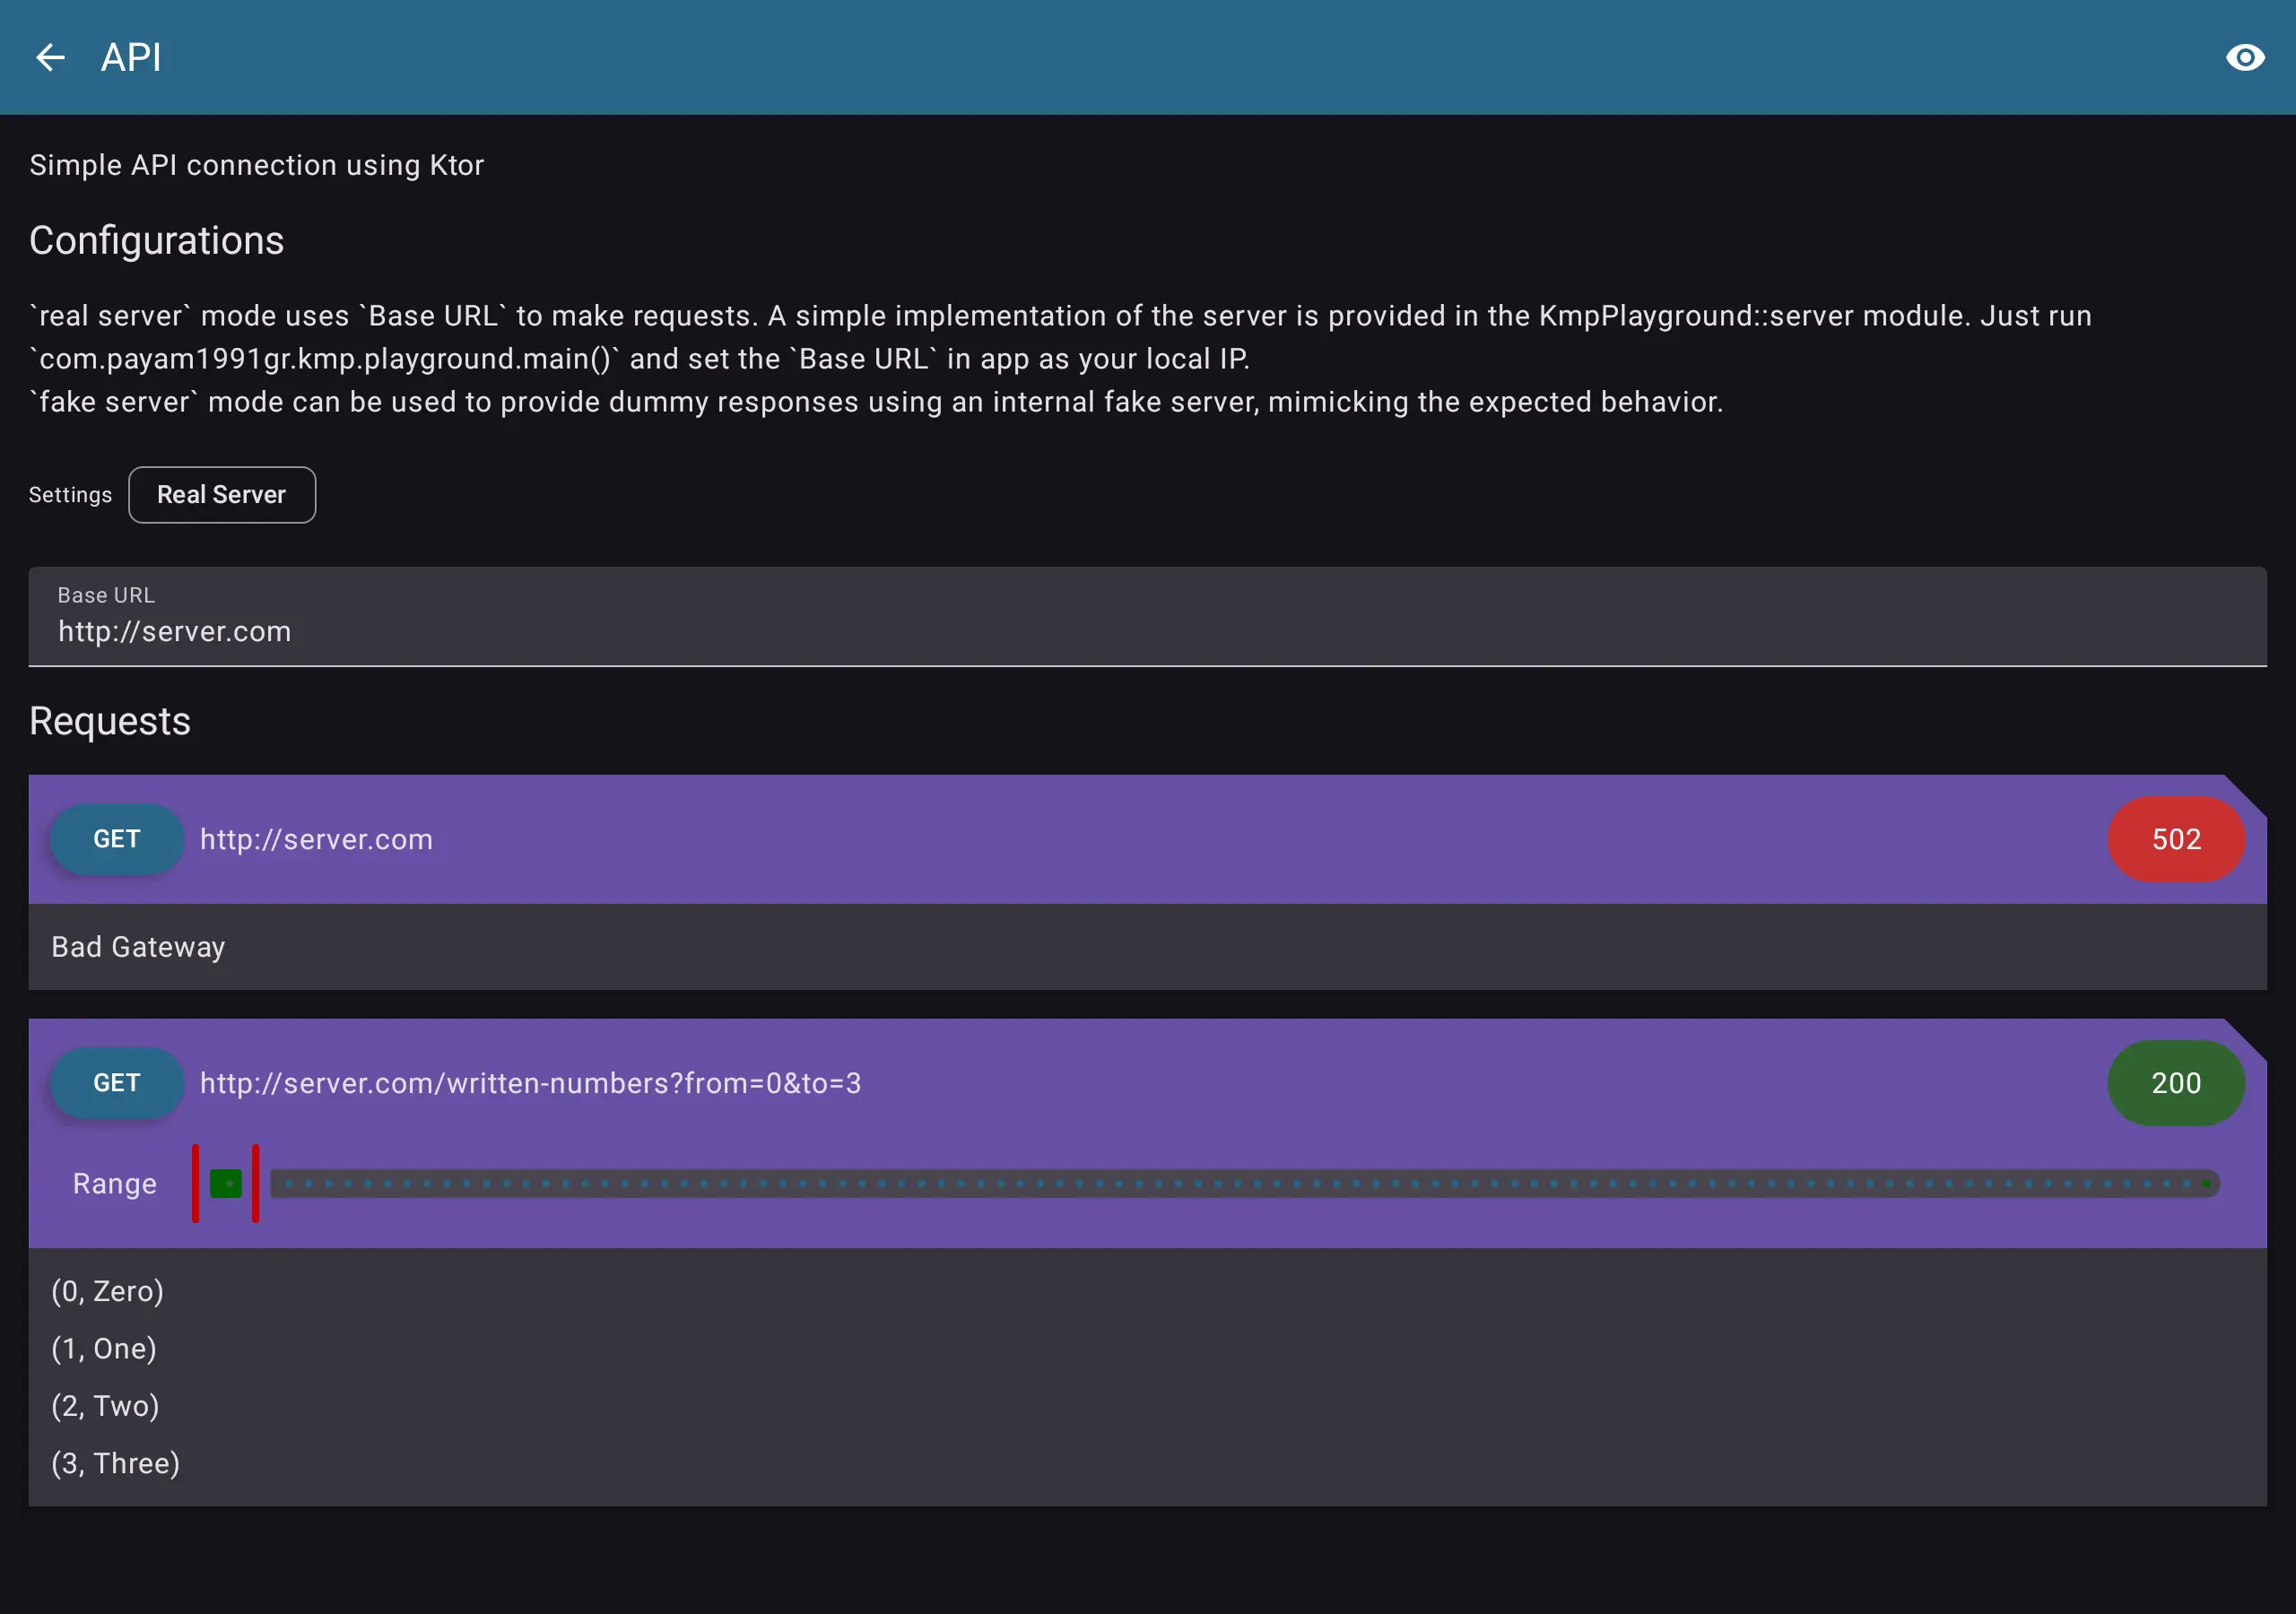 API
Simple API connection using Ktor
Configurations
`real server` mode uses `Base URL` to make requests. A simple implementation of the server is provided in the KmpPlayground::server module. Just run
`com.payam1991gr.kmp.playground.main()` and set the `Base URL` in app as your local IP.
`fake server` mode can be used to provide dummy responses using an internal fake server, mimicking the expected behavior.
Settings Real Server
Base URL
http://server.com
Requests
GET http://server.com 502
Bad Gateway
GET http://server.com/written-numbers?from=0&to=3 200
Range
(0, Zero)
(1, One)
(2, Two)
(3, Three)